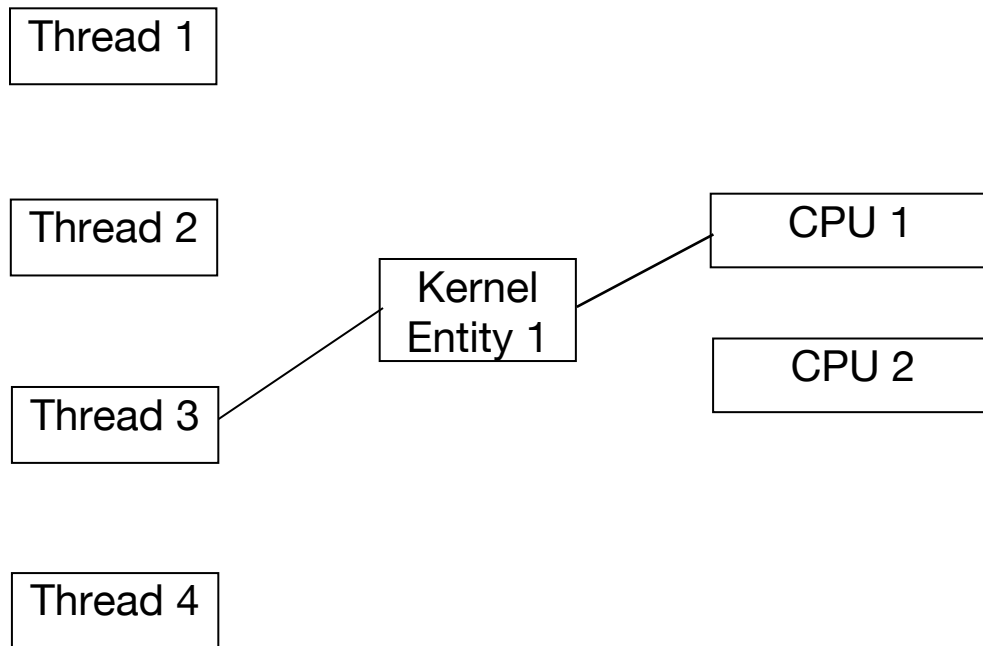 Thread 1
Thread 2
CPU 1
Kernel
Entity 1
CPU 2
Thread 3
Thread 4